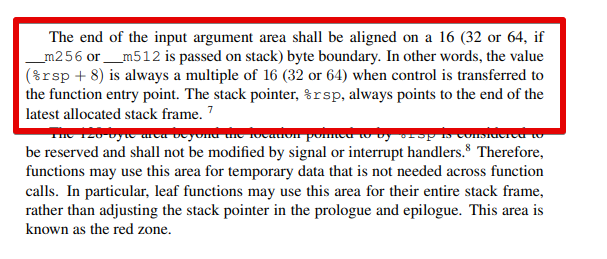 The end of the input argument area shall be aligned on a 16 (32 or 64, if
__m256 or __m512 is passed on stack) byte boundary. In other words, the value
(%rsp + 8) is always a multiple of 16 (32 or 64) when control is transferred to
the function entry point. The stack pointer, %rsp, always points to the end of the
latest allocated stack frame. 7
The 128-byte area beyond the location pointed to by %rsp is considered to
be reserved and shall not be modified by signal or interrupt handlers.8 Therefore,
functions may use this area for temporary data that is not needed across function
calls. In particular, leaf functions may use this area for their entire stack frame,
rather than adjusting the stack pointer in the prologue and epilogue. This area is
known as the red zone.